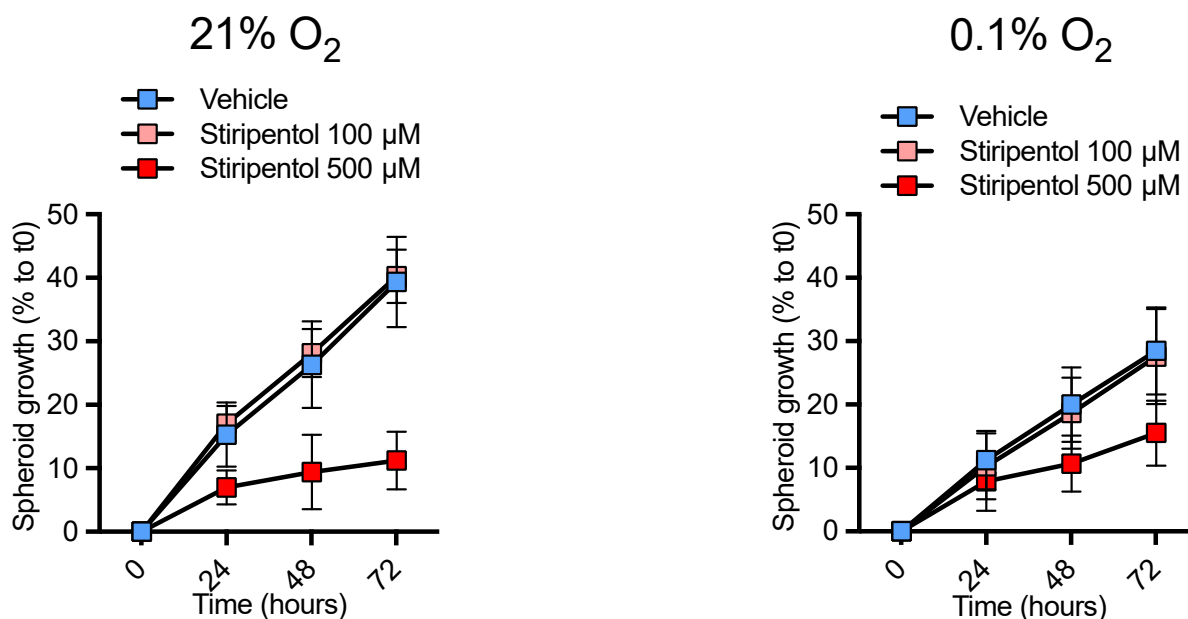 21% O2
Vehicle
Stiripentol 100 µM
Stiripentol 500 µM
50
40
30
20
10
0
Spheroid growth (% to t0)
0
24
48
72
Time (hours)
0.1% O2
Vehicle
Stiripentol 100 µM
Stiripentol 500 µM
50
40
30
20
10
0
Spheroid growth (% to t0)
0
24
48
72
Time (hours)